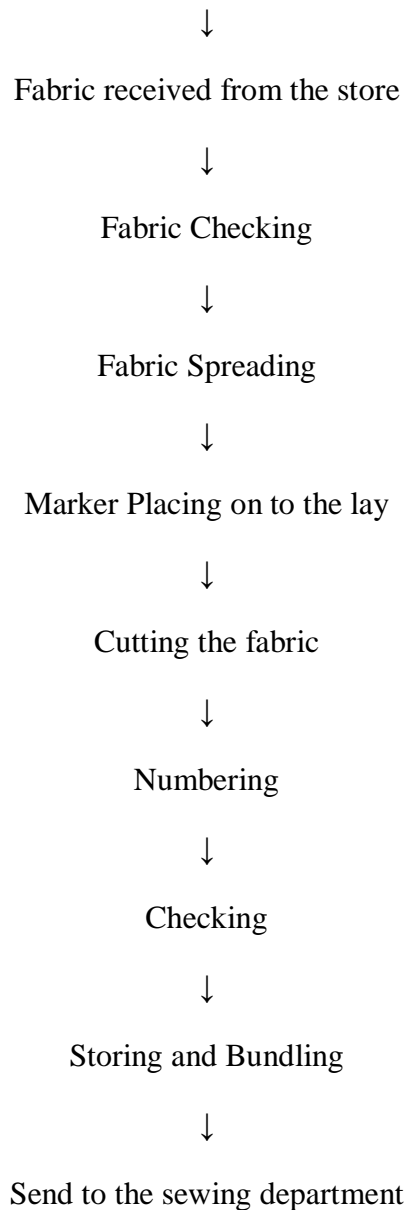 ↓
Fabric received from the store
↓
Fabric Checking
↓
Fabric Spreading
↓
Marker Placing on to the lay
↓
Cutting the fabric
↓
Numbering
↓
Checking
↓
Storing and Bundling
↓
Send to the sewing department